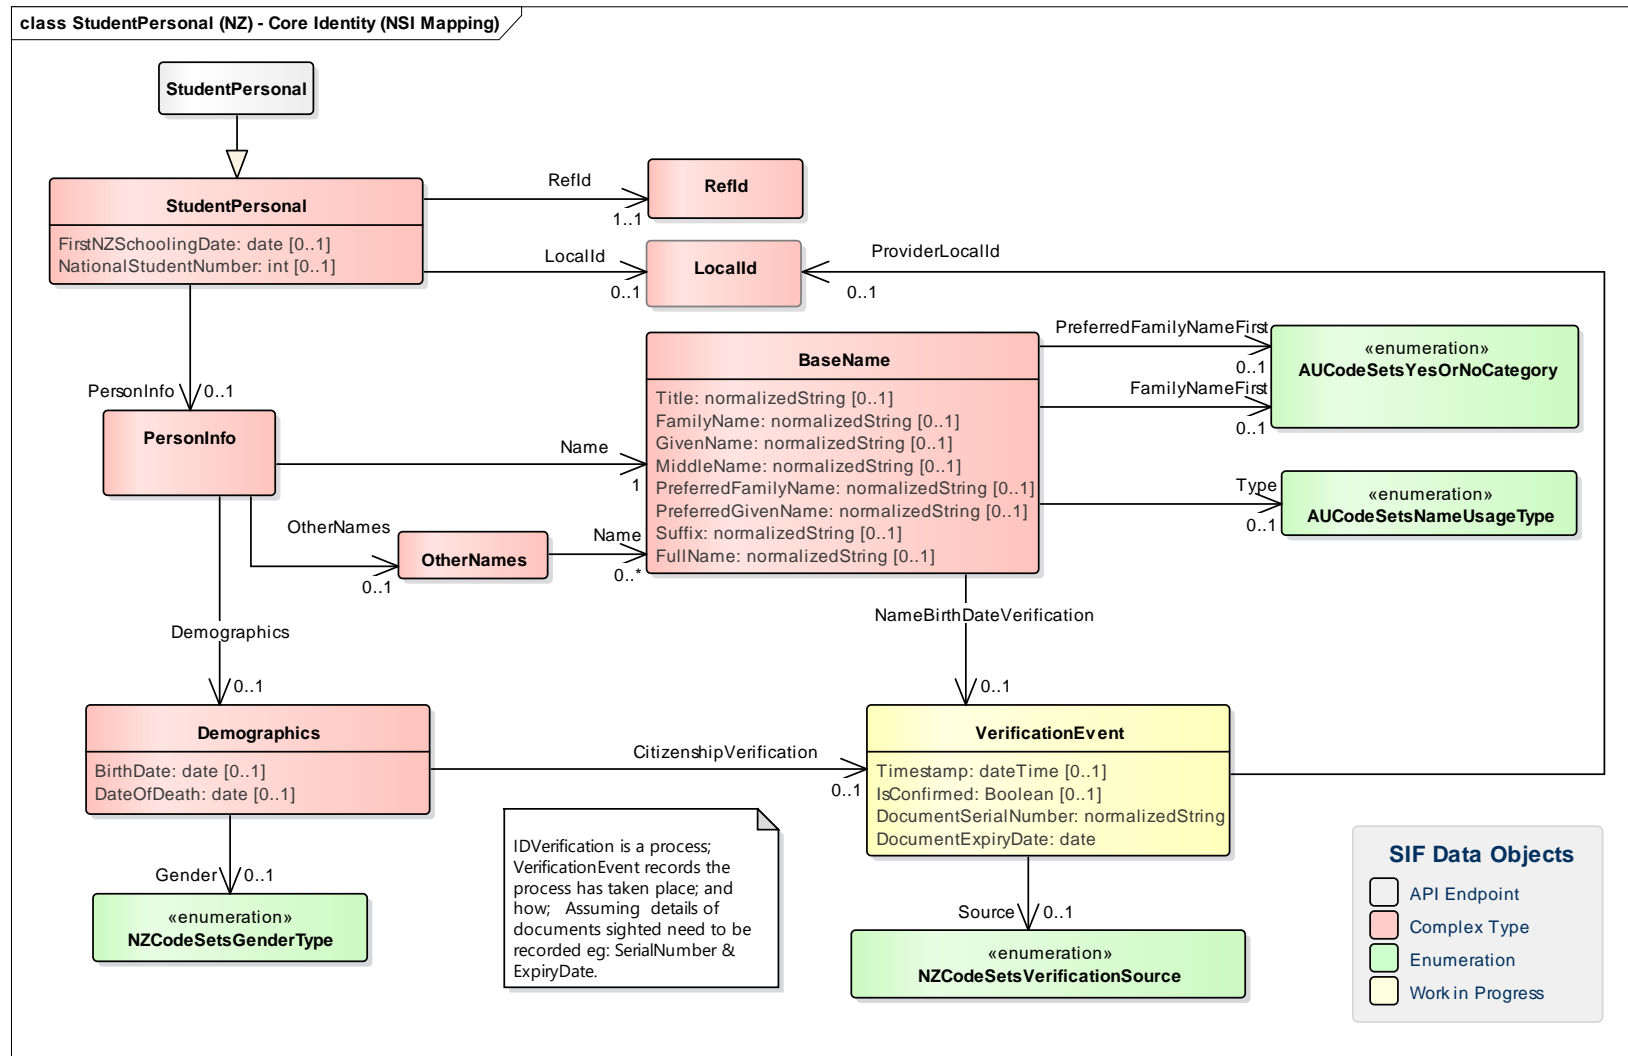 class StudentPersonal (NZ) - Core Identity (NSI Mapping)
StudentPersonal
StudentPersonal
FirstNZSchoolingDate: date [0..1]
NationalStudentNumber: int [0..1]
RefId
1..1
RefId
LocalId
0..1
LocalId
ProviderLocalId
0..1
PersonInfo
0..1
PersonInfo
Name
1
OtherNames
0..1
OtherNames
Name
0..*
BaseName
Title: normalizedString [0..1]
FamilyName: normalizedString [0..1]
GivenName: normalizedString [0..1]
MiddleName: normalizedString [0..1]
PreferredFamilyName: normalizedString [0..1]
PreferredGivenName: normalizedString [0..1]
Suffix: normalizedString [0..1]
FullName: normalizedString [0..1]
PreferredFamilyNameFirst
0..1
FamilyNameFirst
0..1
«enumeration»
AUCodeSetsYesOrNoCategory
Type
0..1
«enumeration»
AUCodeSetsNameUsageType
NameBirthDateVerification
0..1
Demographics
0..1
Demographics
BirthDate: date [0..1]
DateOfDeath: date [0..1]
CitizenshipVerification
0..1
VerificationEvent
Timestamp: dateTime [0..1]
IsConfirmed: Boolean [0..1]
DocumentSerialNumber: normalizedString
DocumentExpiryDate: date
Gender
0..1
«enumeration»
NZCodeSetsGenderType
IDVerification is a process;
VerificationEvent records the
process has taken place; and
how; Assuming details of
documents sighted need to be
recorded eg: SerialNumber &
ExpiryDate.
Source
0..1
«enumeration»
NZCodeSetsVerificationSource
SIF Data Objects
API Endpoint
Complex Type
Enumeration
Work in Progress